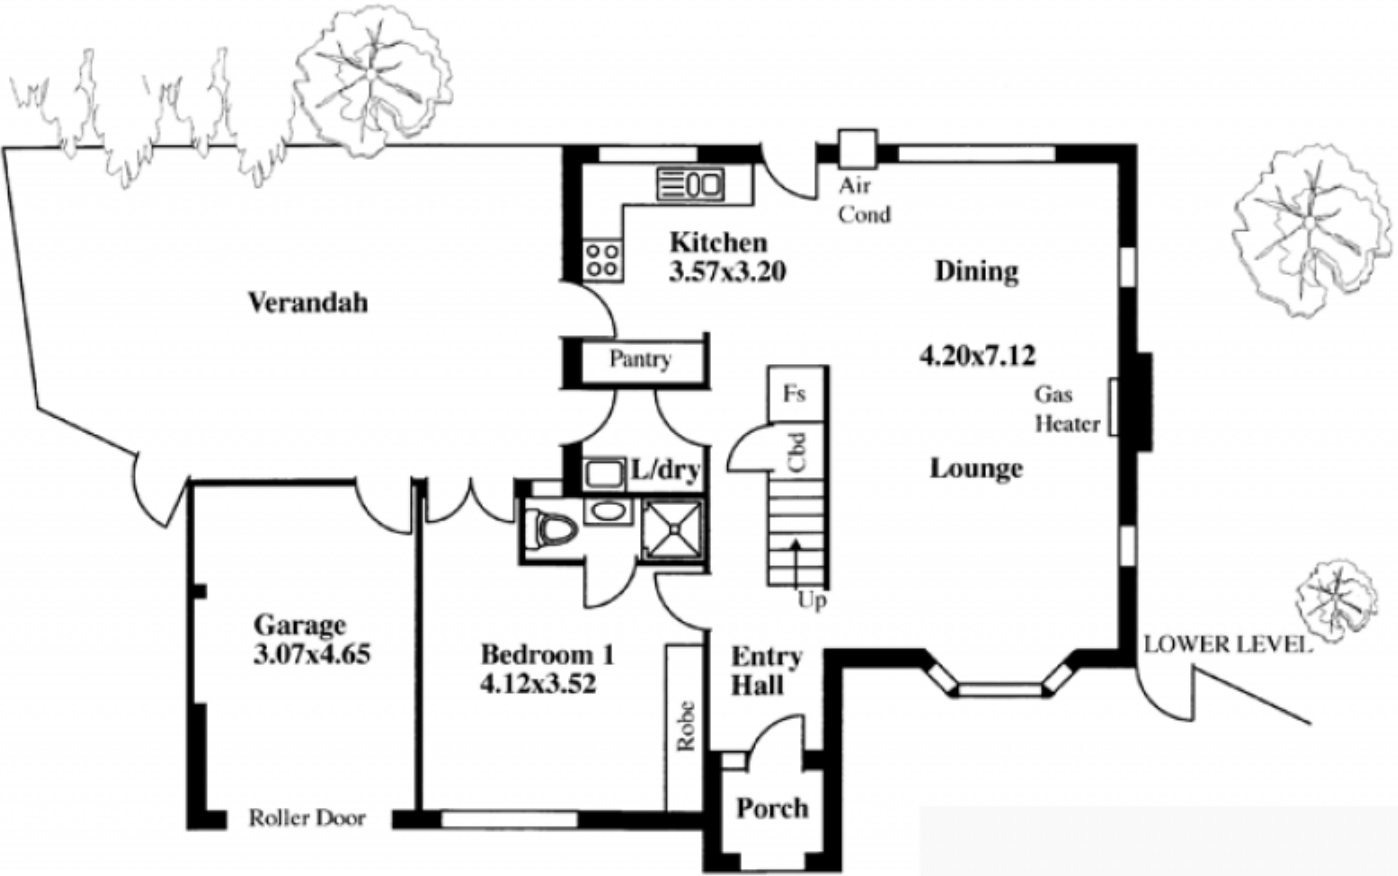 Air
Cond
Kitchen
3.57x3.20
Dining
Verandah
4.20x7.12
Pantry
Fs
Gas
Heater
Cbd
L/dry
Lounge
Up
Garage
3.07x4.65
Bedroom 1
4.12x3.52
Entry
Hall
LOWER LEVEL
Robe
Porch
Roller Door